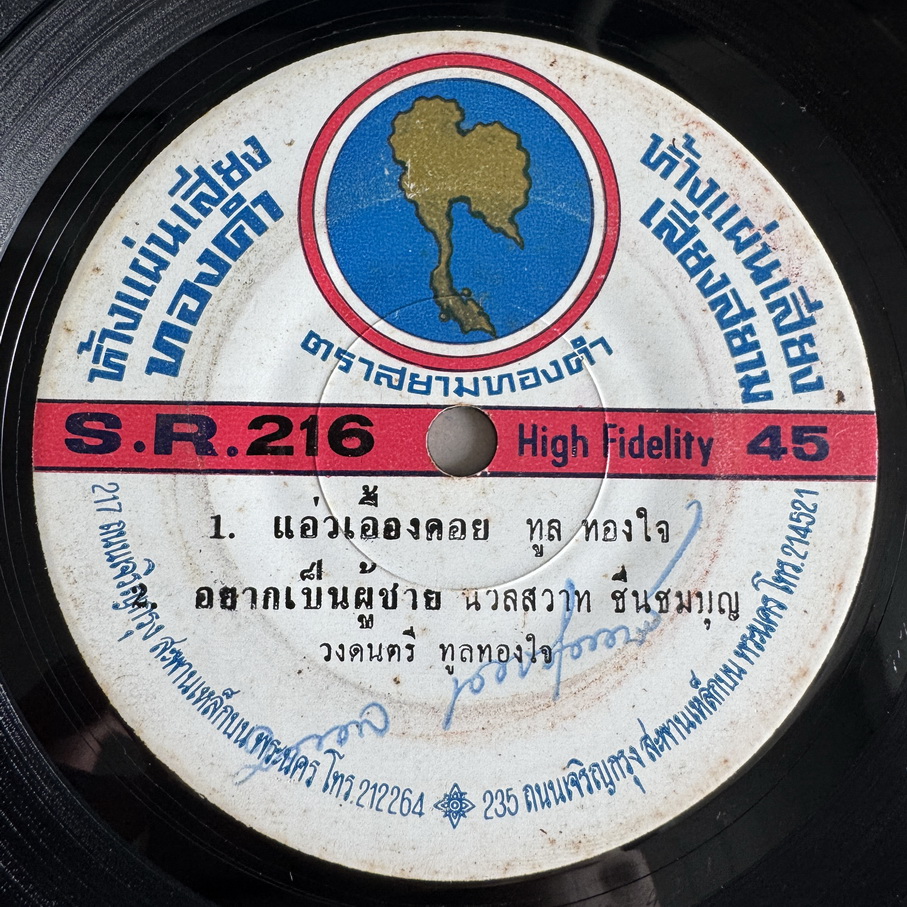 ห้างแผ่นเสียง
ทองคำ
ห้างแผ่นเสียง
เสียงสยาม
ตราสยามทองคำ
S.R.216 High Fidelity 45
1. แอ่วเอื้องคอย ทูล ทองใจ
2. อยากเป็นผู้ชาย นวลสวาท ชื่นชมบุญ
วงดนตรี ทูลทองใจ
217 ถนนเจริญกรุง สะพานเหล็กบน พระนคร โทร.212264
235 ถนนเจริญกรุง สะพานเหล็กบน พระนคร โทร.214521